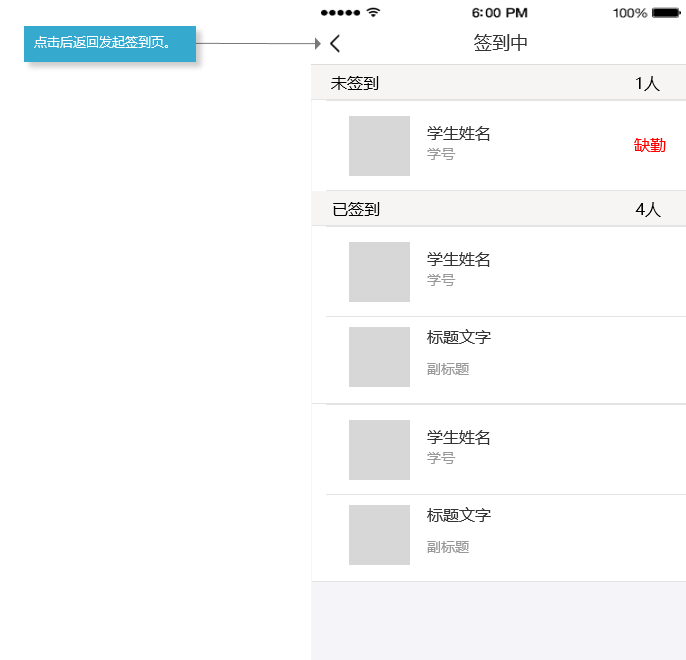 6:00 PM 100%
点击后返回发起签到页。
签到中
未签到 1人
学生姓名
学号
缺勤
已签到 4人
学生姓名
学号
标题文字
副标题
学生姓名
学号
标题文字
副标题